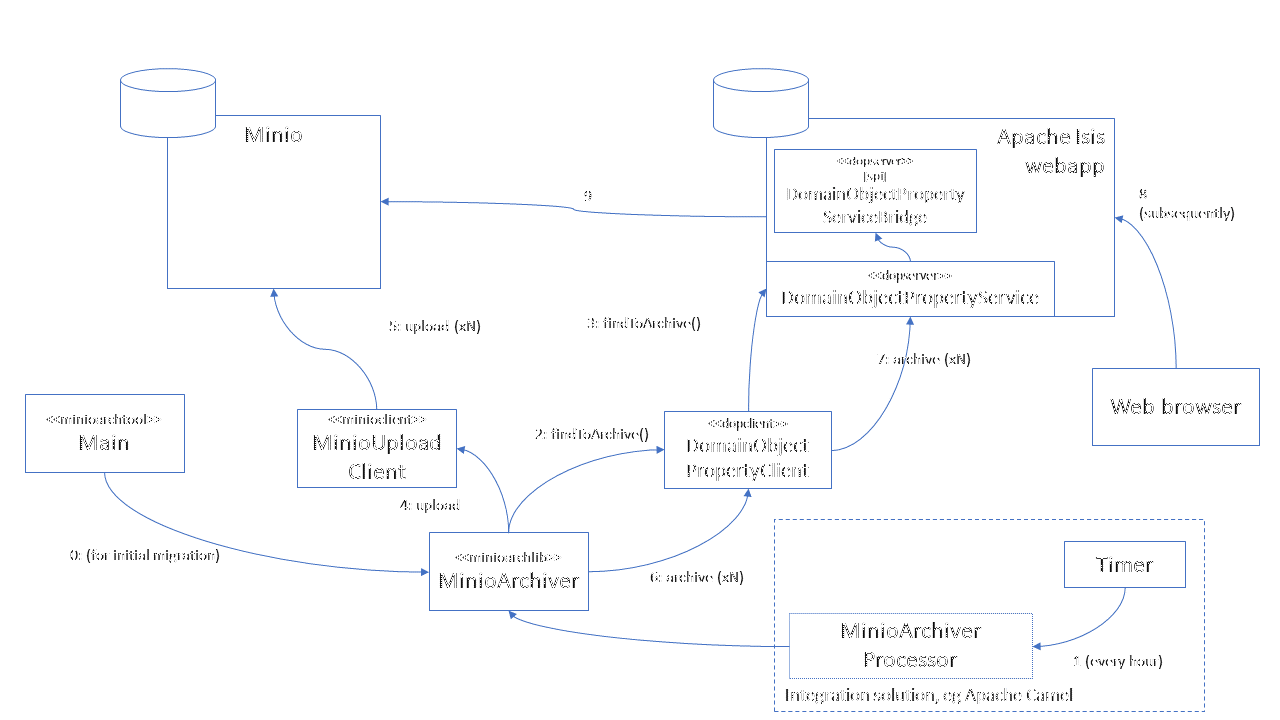 Minio
Apache Isis
webapp
<<dopserver>>
[spi]
DomainObjectProperty
ServiceBridge
<<dopserver>>
DomainObjectPropertyService
9
8
(subsequently)
5: upload (xN)
3: findToArchive()
7: archive (xN)
<<minioarchtool>>
Main
<<minioclient>>
MinioUpload
Client
2: findToArchive()
<<dopclient>>
DomainObject
PropertyClient
Web browser
4: upload
0: (for initial migration)
<<minioarchlib>>
MinioArchiver
6: archive (xN)
Timer
MinioArchiver
Processor
1 (every hour)
Integration solution, eg Apache Camel